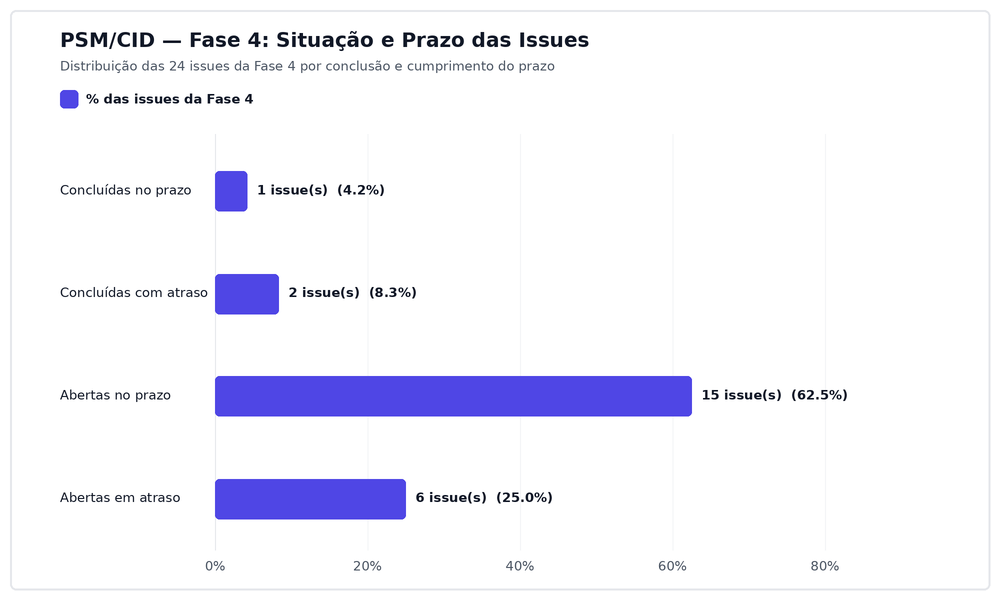 PSM/CID — Fase 4: Situação e Prazo das Issues
Distribuição das 24 issues da Fase 4 por conclusão e cumprimento do prazo
% das issues da Fase 4
Concluídas no prazo
1 issue(s) (4.2%)
Concluídas com atraso
2 issue(s) (8.3%)
Abertas no prazo
15 issue(s) (62.5%)
Abertas em atraso
6 issue(s) (25.0%)
0% 20% 40% 60% 80%